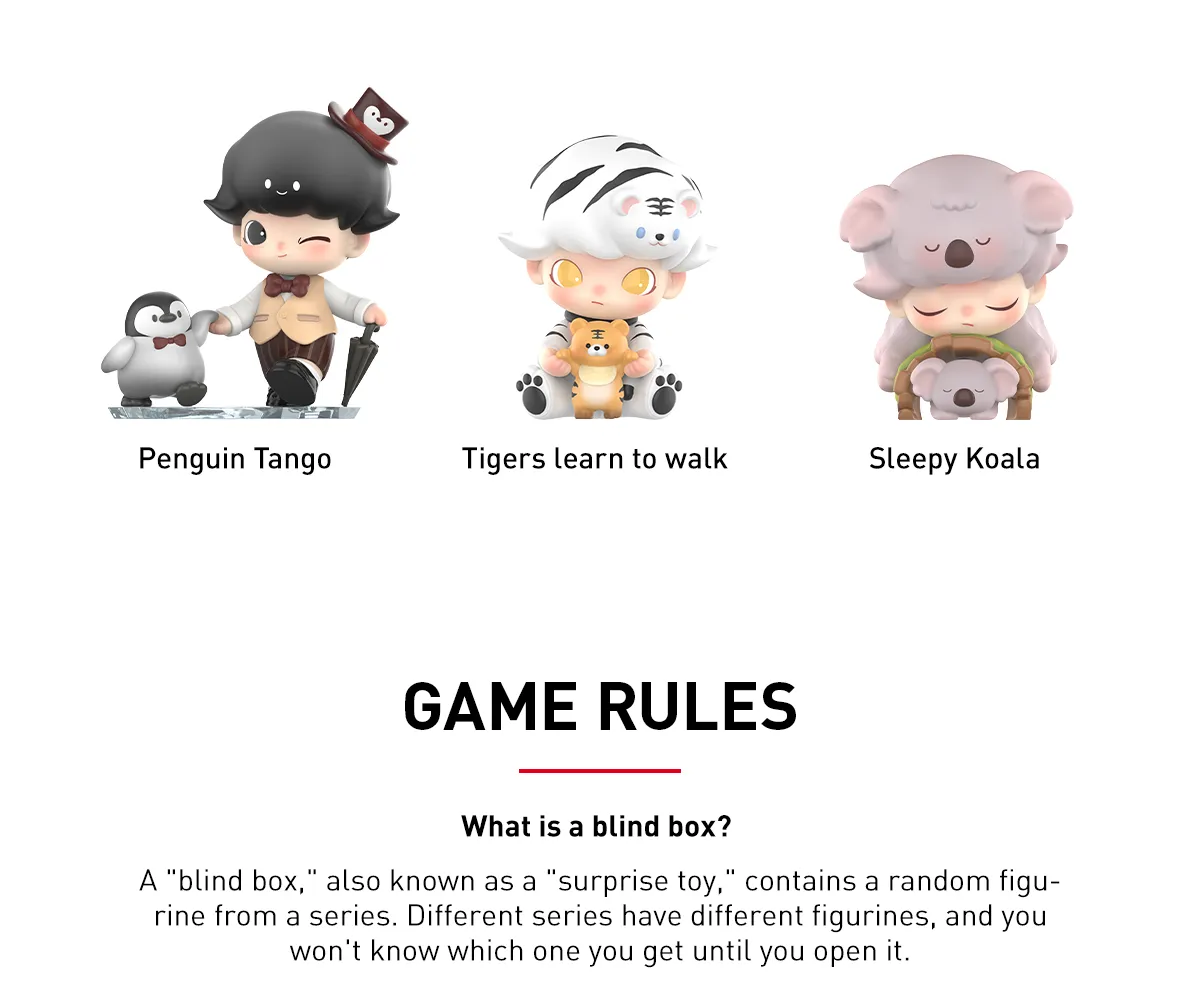 Penguin Tango
Tigers learn to walk
Sleepy Koala
GAME RULES
What is a blind box?
A "blind box," also known as a "surprise toy," contains a random figu-
rine from a series. Different series have different figurines, and you
won't know which one you get until you open it.